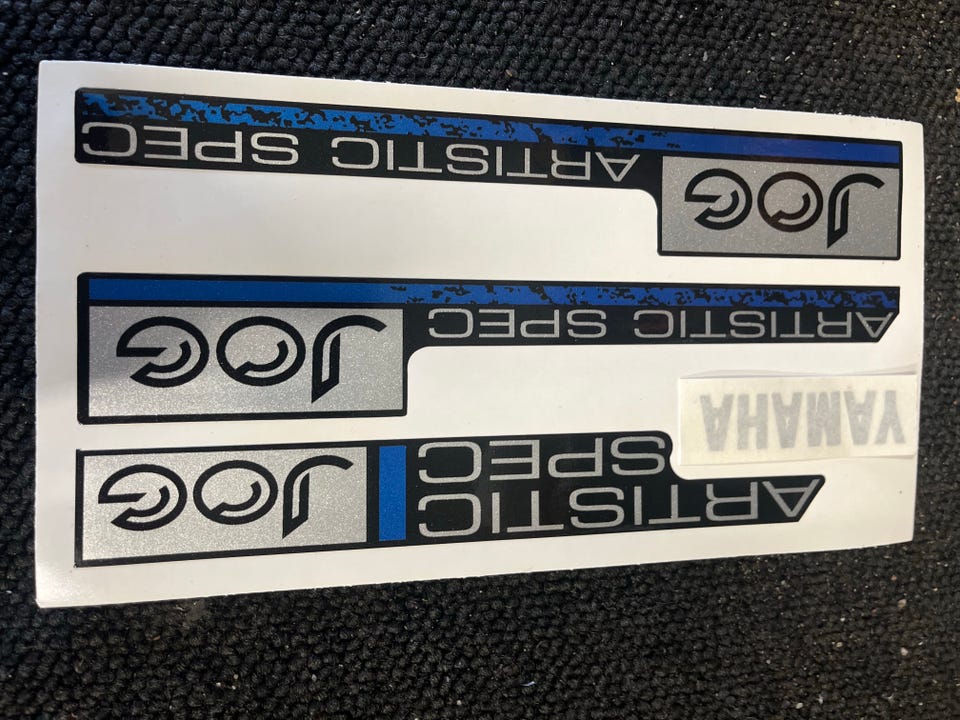 ARTISTIC
SPEC
JOG
YAMAHA
ARTISTIC SPEC
JOG
JOG
ARTISTIC SPEC